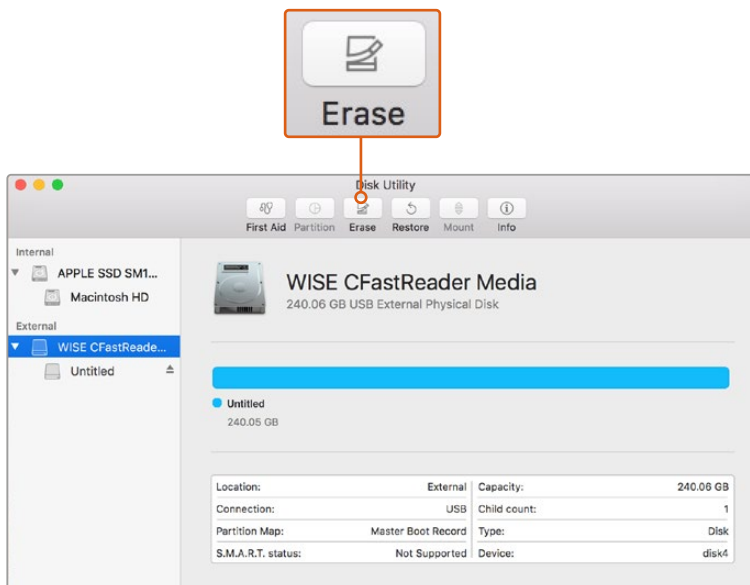 Erase
Disk Utility
First Aid Partition Erase Restore Mount Info
Internal
APPLE SSD SM1...
Macintosh HD
External
WISE CFastReade...
Untitled
WISE CFastReader Media
240.06 GB USB External Physical Disk
Untitled
240.05 GB
Location: External Capacity: 240.06 GB
Connection: USB Child count: 1
Partition Map: Master Boot Record Type: Disk
S.M.A.R.T. status: Not Supported Device: disk4